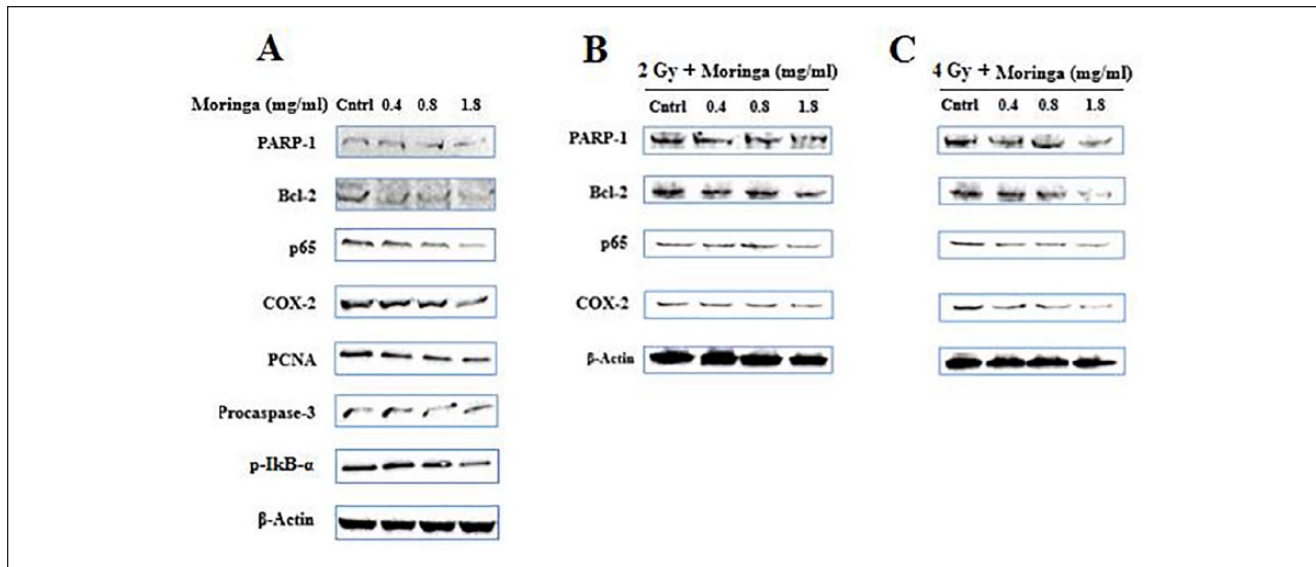 A
Moringa (mg/ml) Cntrl 0.4 0.8 1.8
PARP-1
Bcl-2
p65
COX-2
PCNA
Procaspase-3
p-IkB-α
β-Actin
B
2 Gy + Moringa (mg/ml)
Cntrl 0.4 0.8 1.8
PARP-1
Bcl-2
p65
COX-2
β-Actin
C
4 Gy + Moringa (mg/ml)
Cntrl 0.4 0.8 1.8